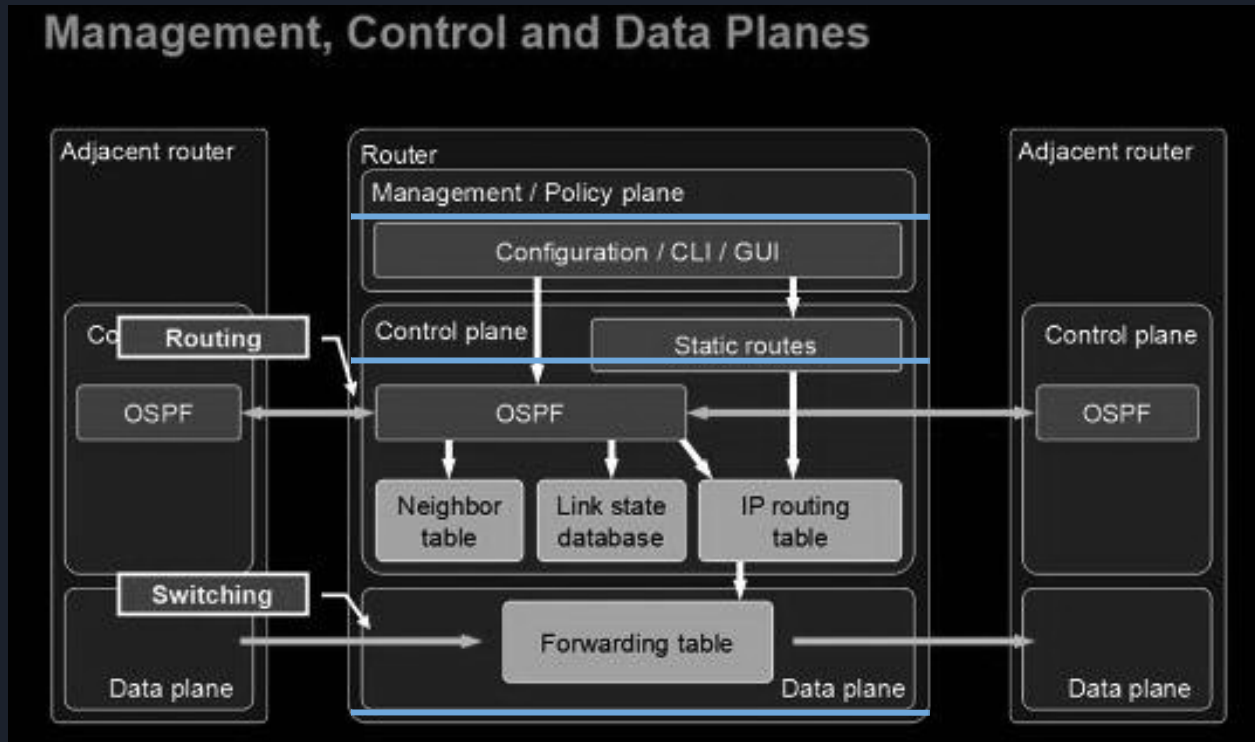 Management, Control and Data Planes
Adjacent router
Router
Adjacent router
Management / Policy plane
Configuration / CLI / GUI
Co
Routing
Control plane
Static routes
Control plane
OSPF
OSPF
OSPF
Neighbor
table
Link state
database
IP routing
table
Switching
Forwarding table
Data plane
Data plane
Data plane